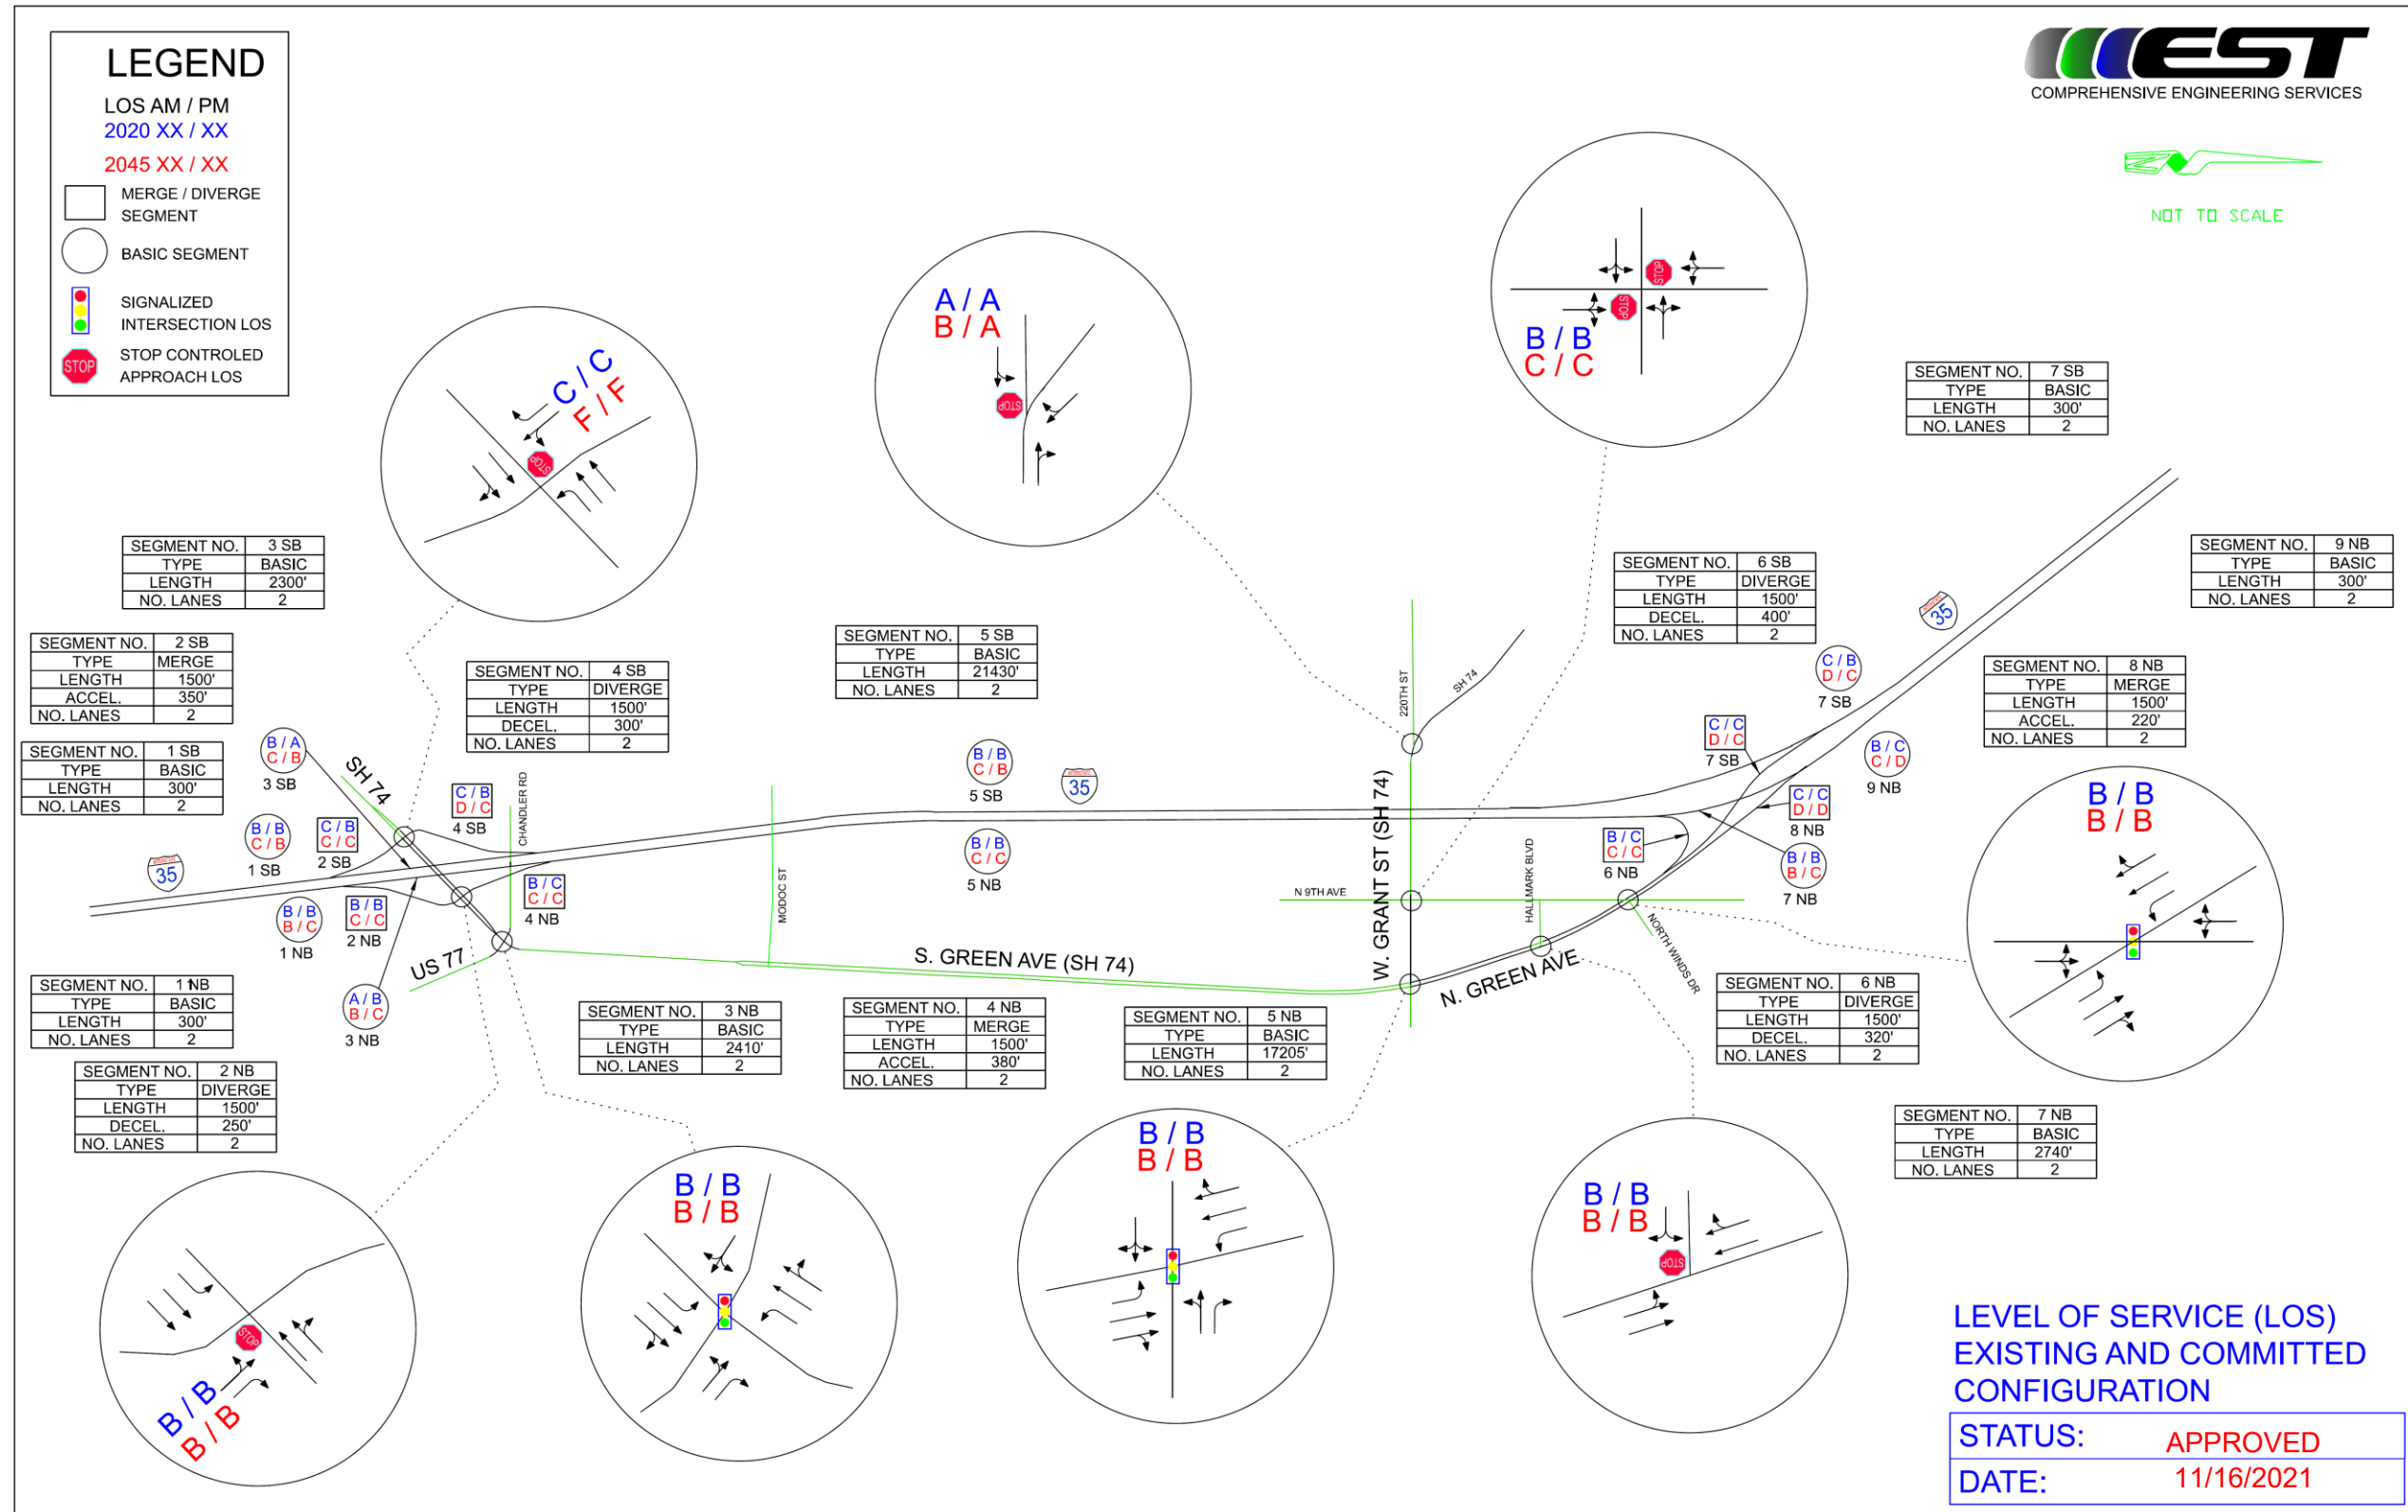 LEGEND
LOS AM / PM
2020 XX / XX
2045 XX / XX
MERGE / DIVERGE
SEGMENT
BASIC SEGMENT
SIGNALIZED
INTERSECTION LOS
STOP
STOP CONTROLED
APPROACH LOS
EST
COMPREHENSIVE ENGINEERING SERVICES
NOT TO SCALE
C / C
F / F
STOP
A / A
B / A
STOP
STOP
STOP
B / B
C / C
SEGMENT NO. 7 SB
TYPE BASIC
LENGTH 300'
NO. LANES 2
SEGMENT NO. 3 SB
TYPE BASIC
LENGTH 2300'
NO. LANES 2
SEGMENT NO. 9 NB
TYPE BASIC
LENGTH 300'
NO. LANES 2
SEGMENT NO. 6 SB
TYPE DIVERGE
LENGTH 1500'
DECEL. 400'
NO. LANES 2
SEGMENT NO. 2 SB
TYPE MERGE
LENGTH 1500'
ACCEL. 350'
NO. LANES 2
SEGMENT NO. 4 SB
TYPE DIVERGE
LENGTH 1500'
DECEL. 300'
NO. LANES 2
SEGMENT NO. 5 SB
TYPE BASIC
LENGTH 21430'
NO. LANES 2
SEGMENT NO. 8 NB
TYPE MERGE
LENGTH 1500'
ACCEL. 220'
NO. LANES 2
SEGMENT NO. 1 SB
TYPE BASIC
LENGTH 300'
NO. LANES 2
B / A
C / B
3 SB
SH 74
C / B
D / C
4 SB
CHANDLER RD
B / B
C / B
1 SB
C / B
C / C
2 SB
35
B / B
C / B
5 SB
35
220TH ST
SH 74
C / B
D / C
7 SB
35
C / C
D / C
7 SB
B / C
C / D
9 NB
C / C
D / D
8 NB
B / C
C / C
6 NB
B / B
B / C
7 NB
B / B
C / C
5 NB
B / C
C / C
4 NB
B / B
B / C
1 NB
B / B
C / C
2 NB
A / B
B / C
3 NB
US 77
MODOC ST
S. GREEN AVE (SH 74)
W. GRANT ST (SH 74)
N 9TH AVE
HALLMARK BLVD
N. GREEN AVE
NORTH WINDS DR
B / B
B / B
SEGMENT NO. 1 NB
TYPE BASIC
LENGTH 300'
NO. LANES 2
SEGMENT NO. 2 NB
TYPE DIVERGE
LENGTH 1500'
DECEL. 250'
NO. LANES 2
SEGMENT NO. 3 NB
TYPE BASIC
LENGTH 2410'
NO. LANES 2
SEGMENT NO. 4 NB
TYPE MERGE
LENGTH 1500'
ACCEL. 380'
NO. LANES 2
SEGMENT NO. 5 NB
TYPE BASIC
LENGTH 17205'
NO. LANES 2
SEGMENT NO. 6 NB
TYPE DIVERGE
LENGTH 1500'
DECEL. 320'
NO. LANES 2
SEGMENT NO. 7 NB
TYPE BASIC
LENGTH 2740'
NO. LANES 2
STOP
B / B
B / B
B / B
B / B
B / B
B / B
B / B
B / B
STOP
LEVEL OF SERVICE (LOS)
EXISTING AND COMMITTED
CONFIGURATION
STATUS: APPROVED
DATE: 11/16/2021